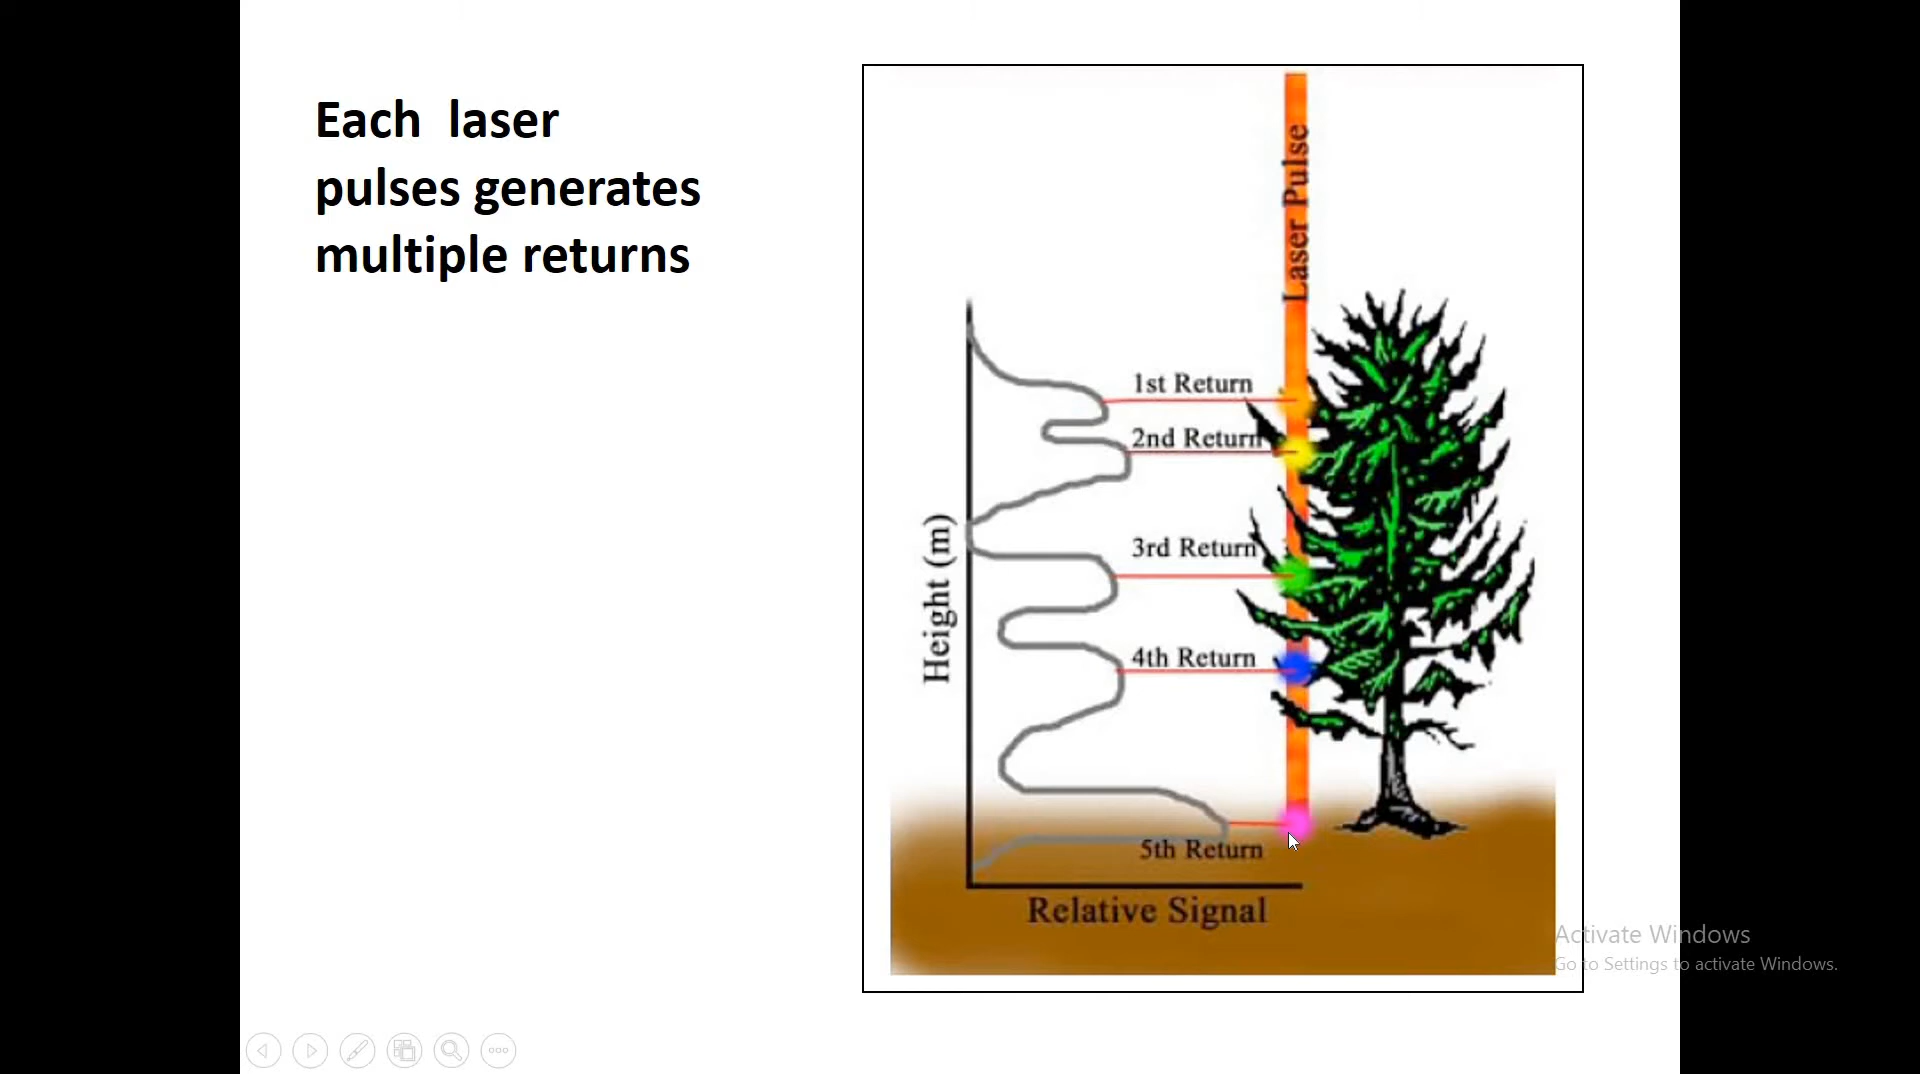 Each laser
pulses generates
multiple returns
Laser Pulse
1st Return
2nd Return
3rd Return
4th Return
5th Return
Height (m)
Relative Signal
Activate Windows
Go to Settings to activate Windows.